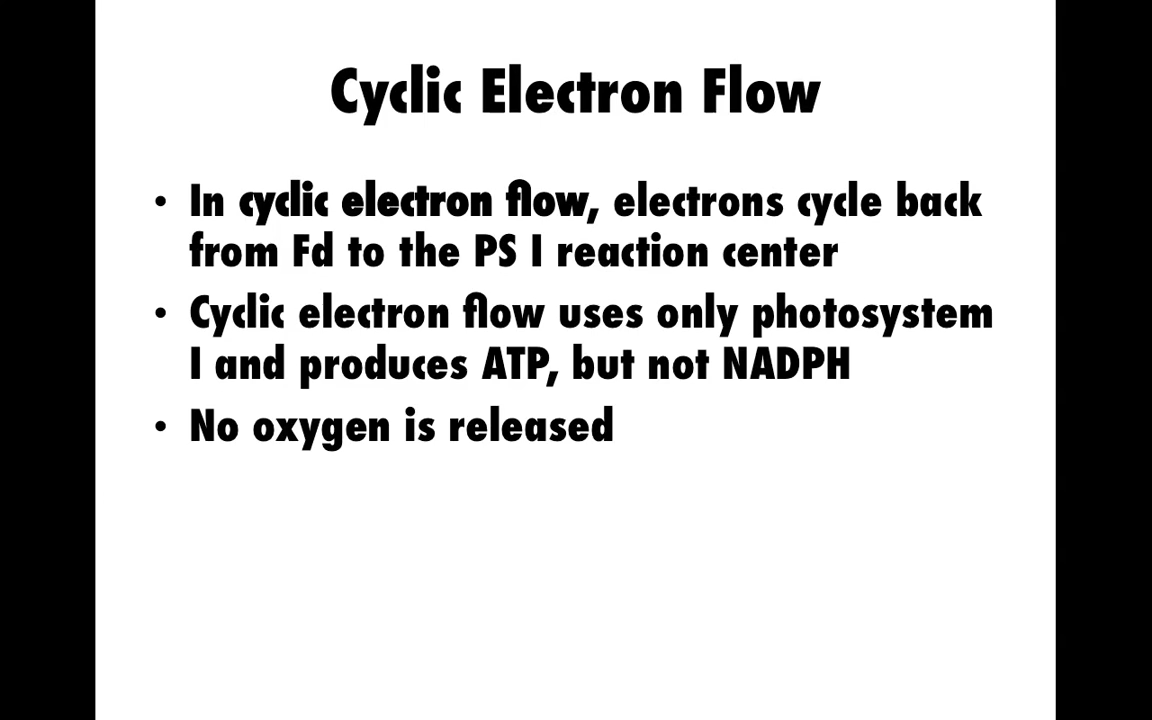 Cyclic Electron Flow
• In cyclic electron flow, electrons cycle back
from Fd to the PS I reaction center
• Cyclic electron flow uses only photosystem
I and produces ATP, but not NADPH
• No oxygen is released